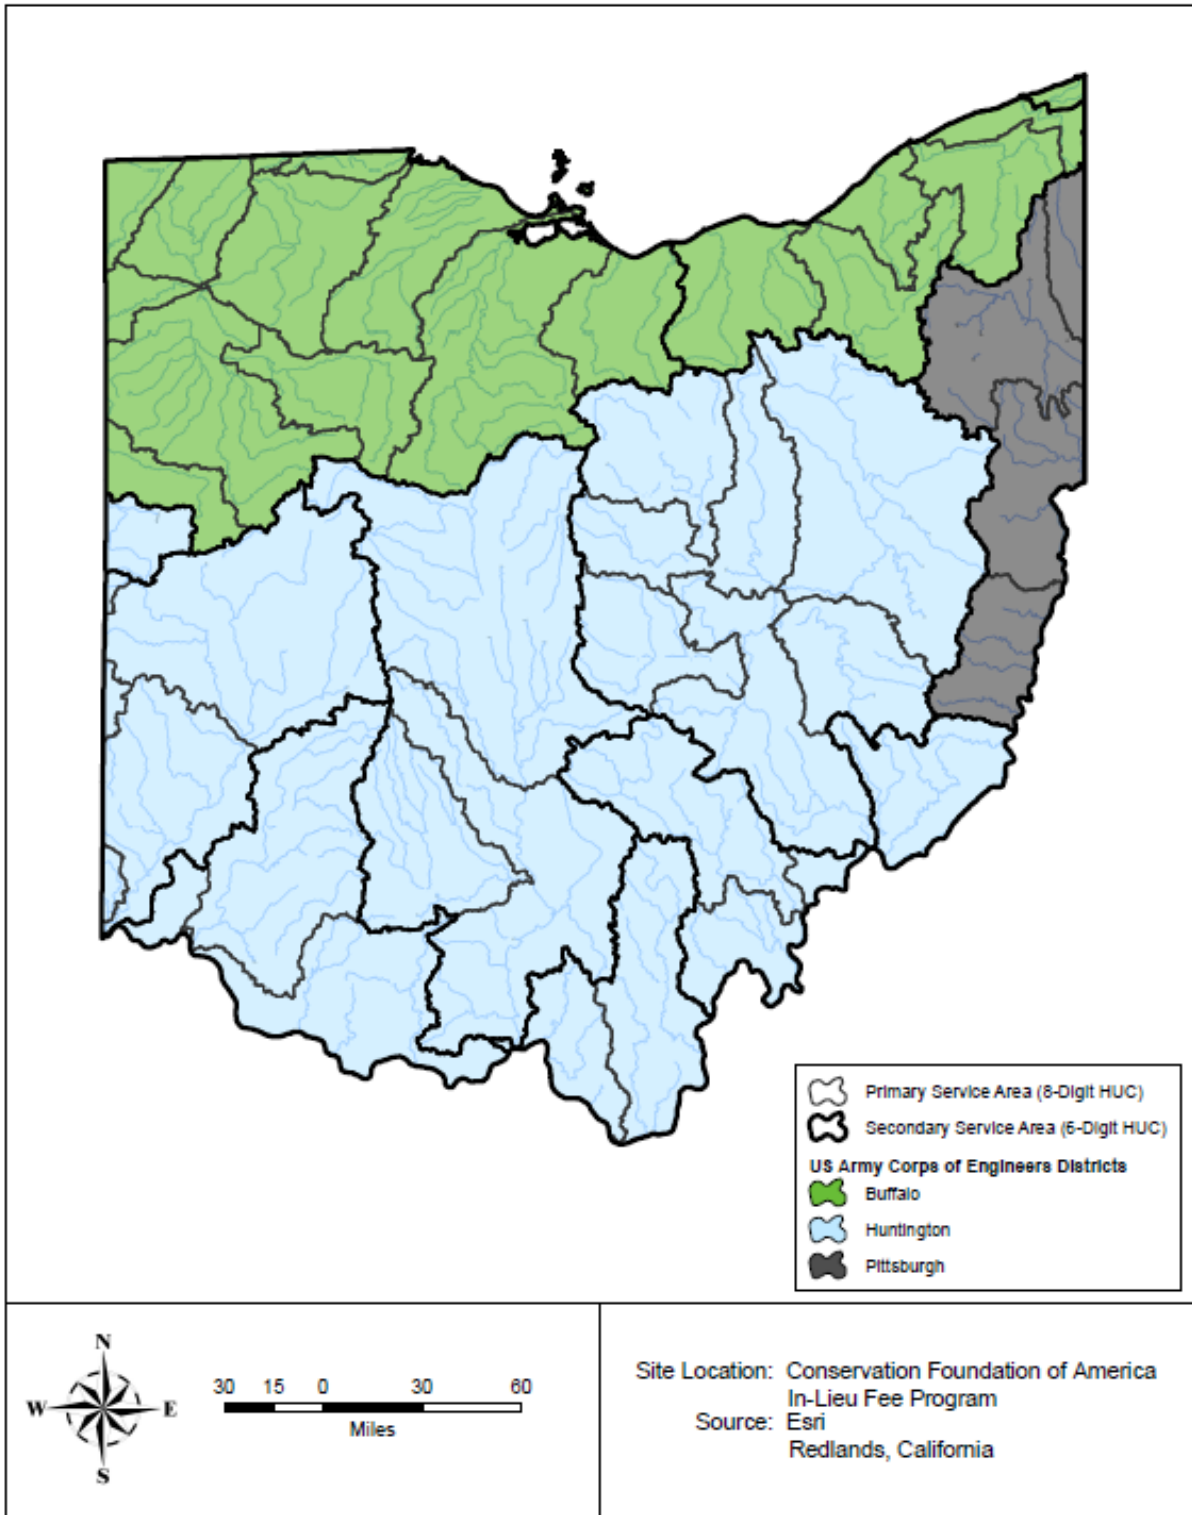 Primary Service Area (8-Digit HUC)
Secondary Service Area (6-Digit HUC)
US Army Corps of Engineers Districts
Buffalo
Huntington
Pittsburgh
N
W E
S
30 15 0 30 60
Miles
Site Location: Conservation Foundation of America
In-Lieu Fee Program
Source: Esri
Redlands, California